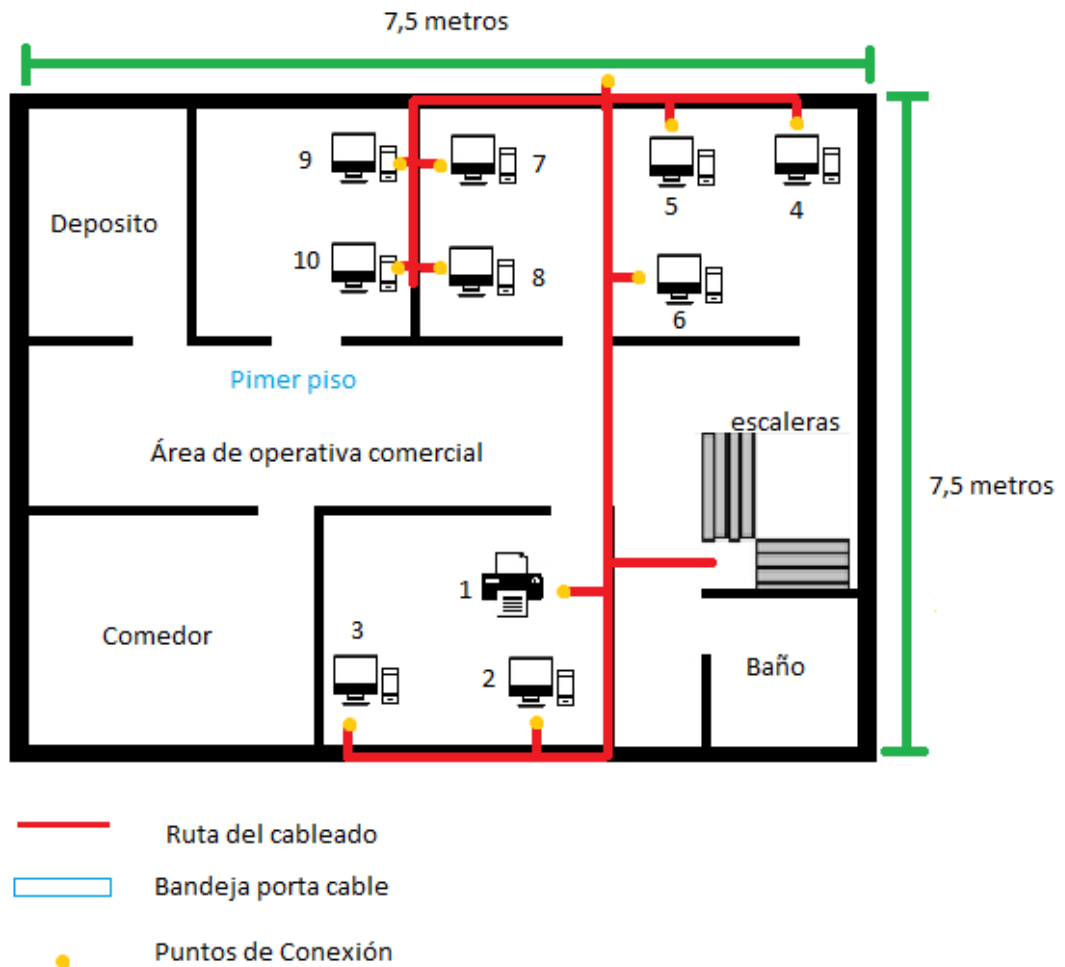 7,5 metros
9
7
Deposito
5
4
10
8
6
Pimer piso
escaleras
Área de operativa comercial
7,5 metros
1
3
Comedor
2
Baño
Ruta del cableado
Bandeja porta cable
Puntos de Conexión